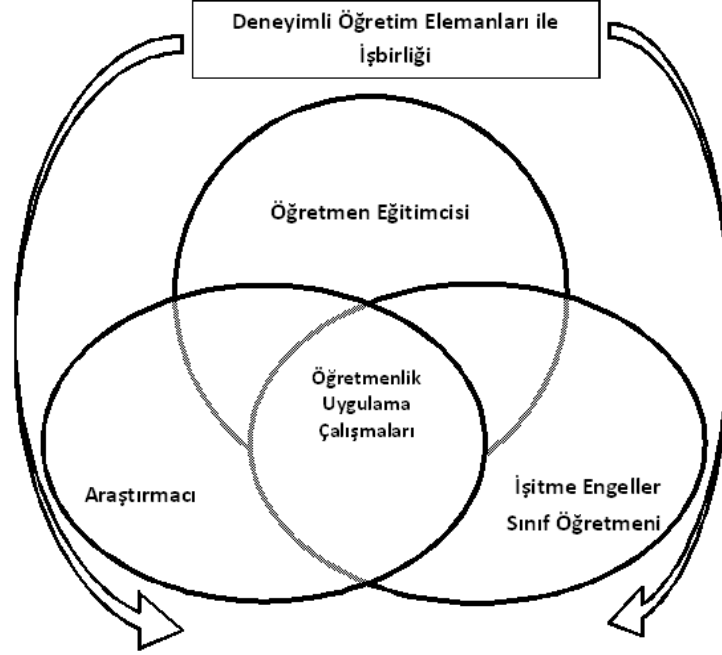 Deneyimli Öğretim Elemanları ile
İşbirliği
Öğretmen Eğitimcisi
Öğretmenlik
Uygulama
Çalışmaları
Araştırmacı
İşitme Engeller
Sınıf Öğretmeni